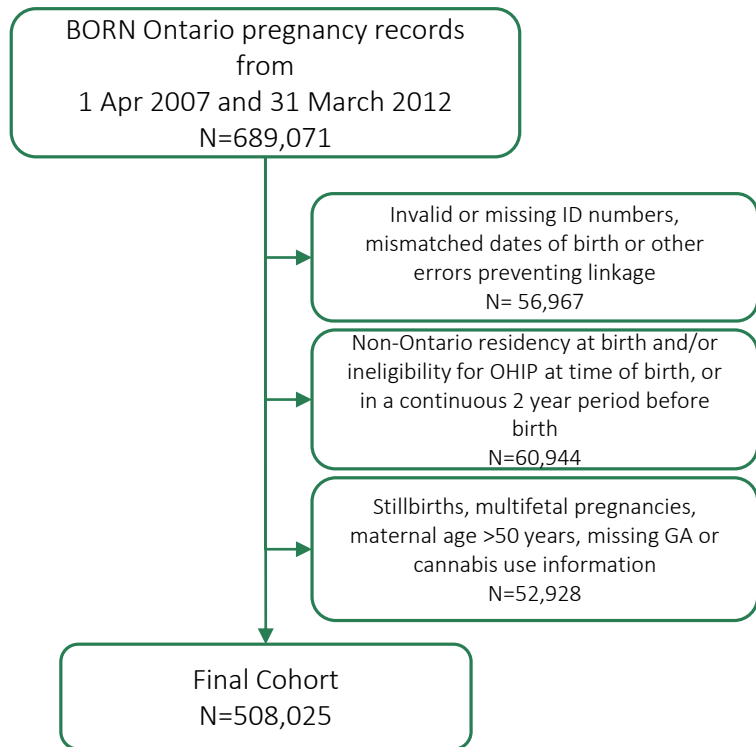 BORN Ontario pregnancy records
from
1 Apr 2007 and 31 March 2012
N=689,071
Invalid or missing ID numbers,
mismatched dates of birth or other
errors preventing linkage
N= 56,967
Non-Ontario residency at birth and/or
ineligibility for OHIP at time of birth, or
in a continuous 2 year period before
birth
N=60,944
Stillbirths, multifetal pregnancies,
maternal age >50 years, missing GA or
cannabis use information
N=52,928
Final Cohort
N=508,025